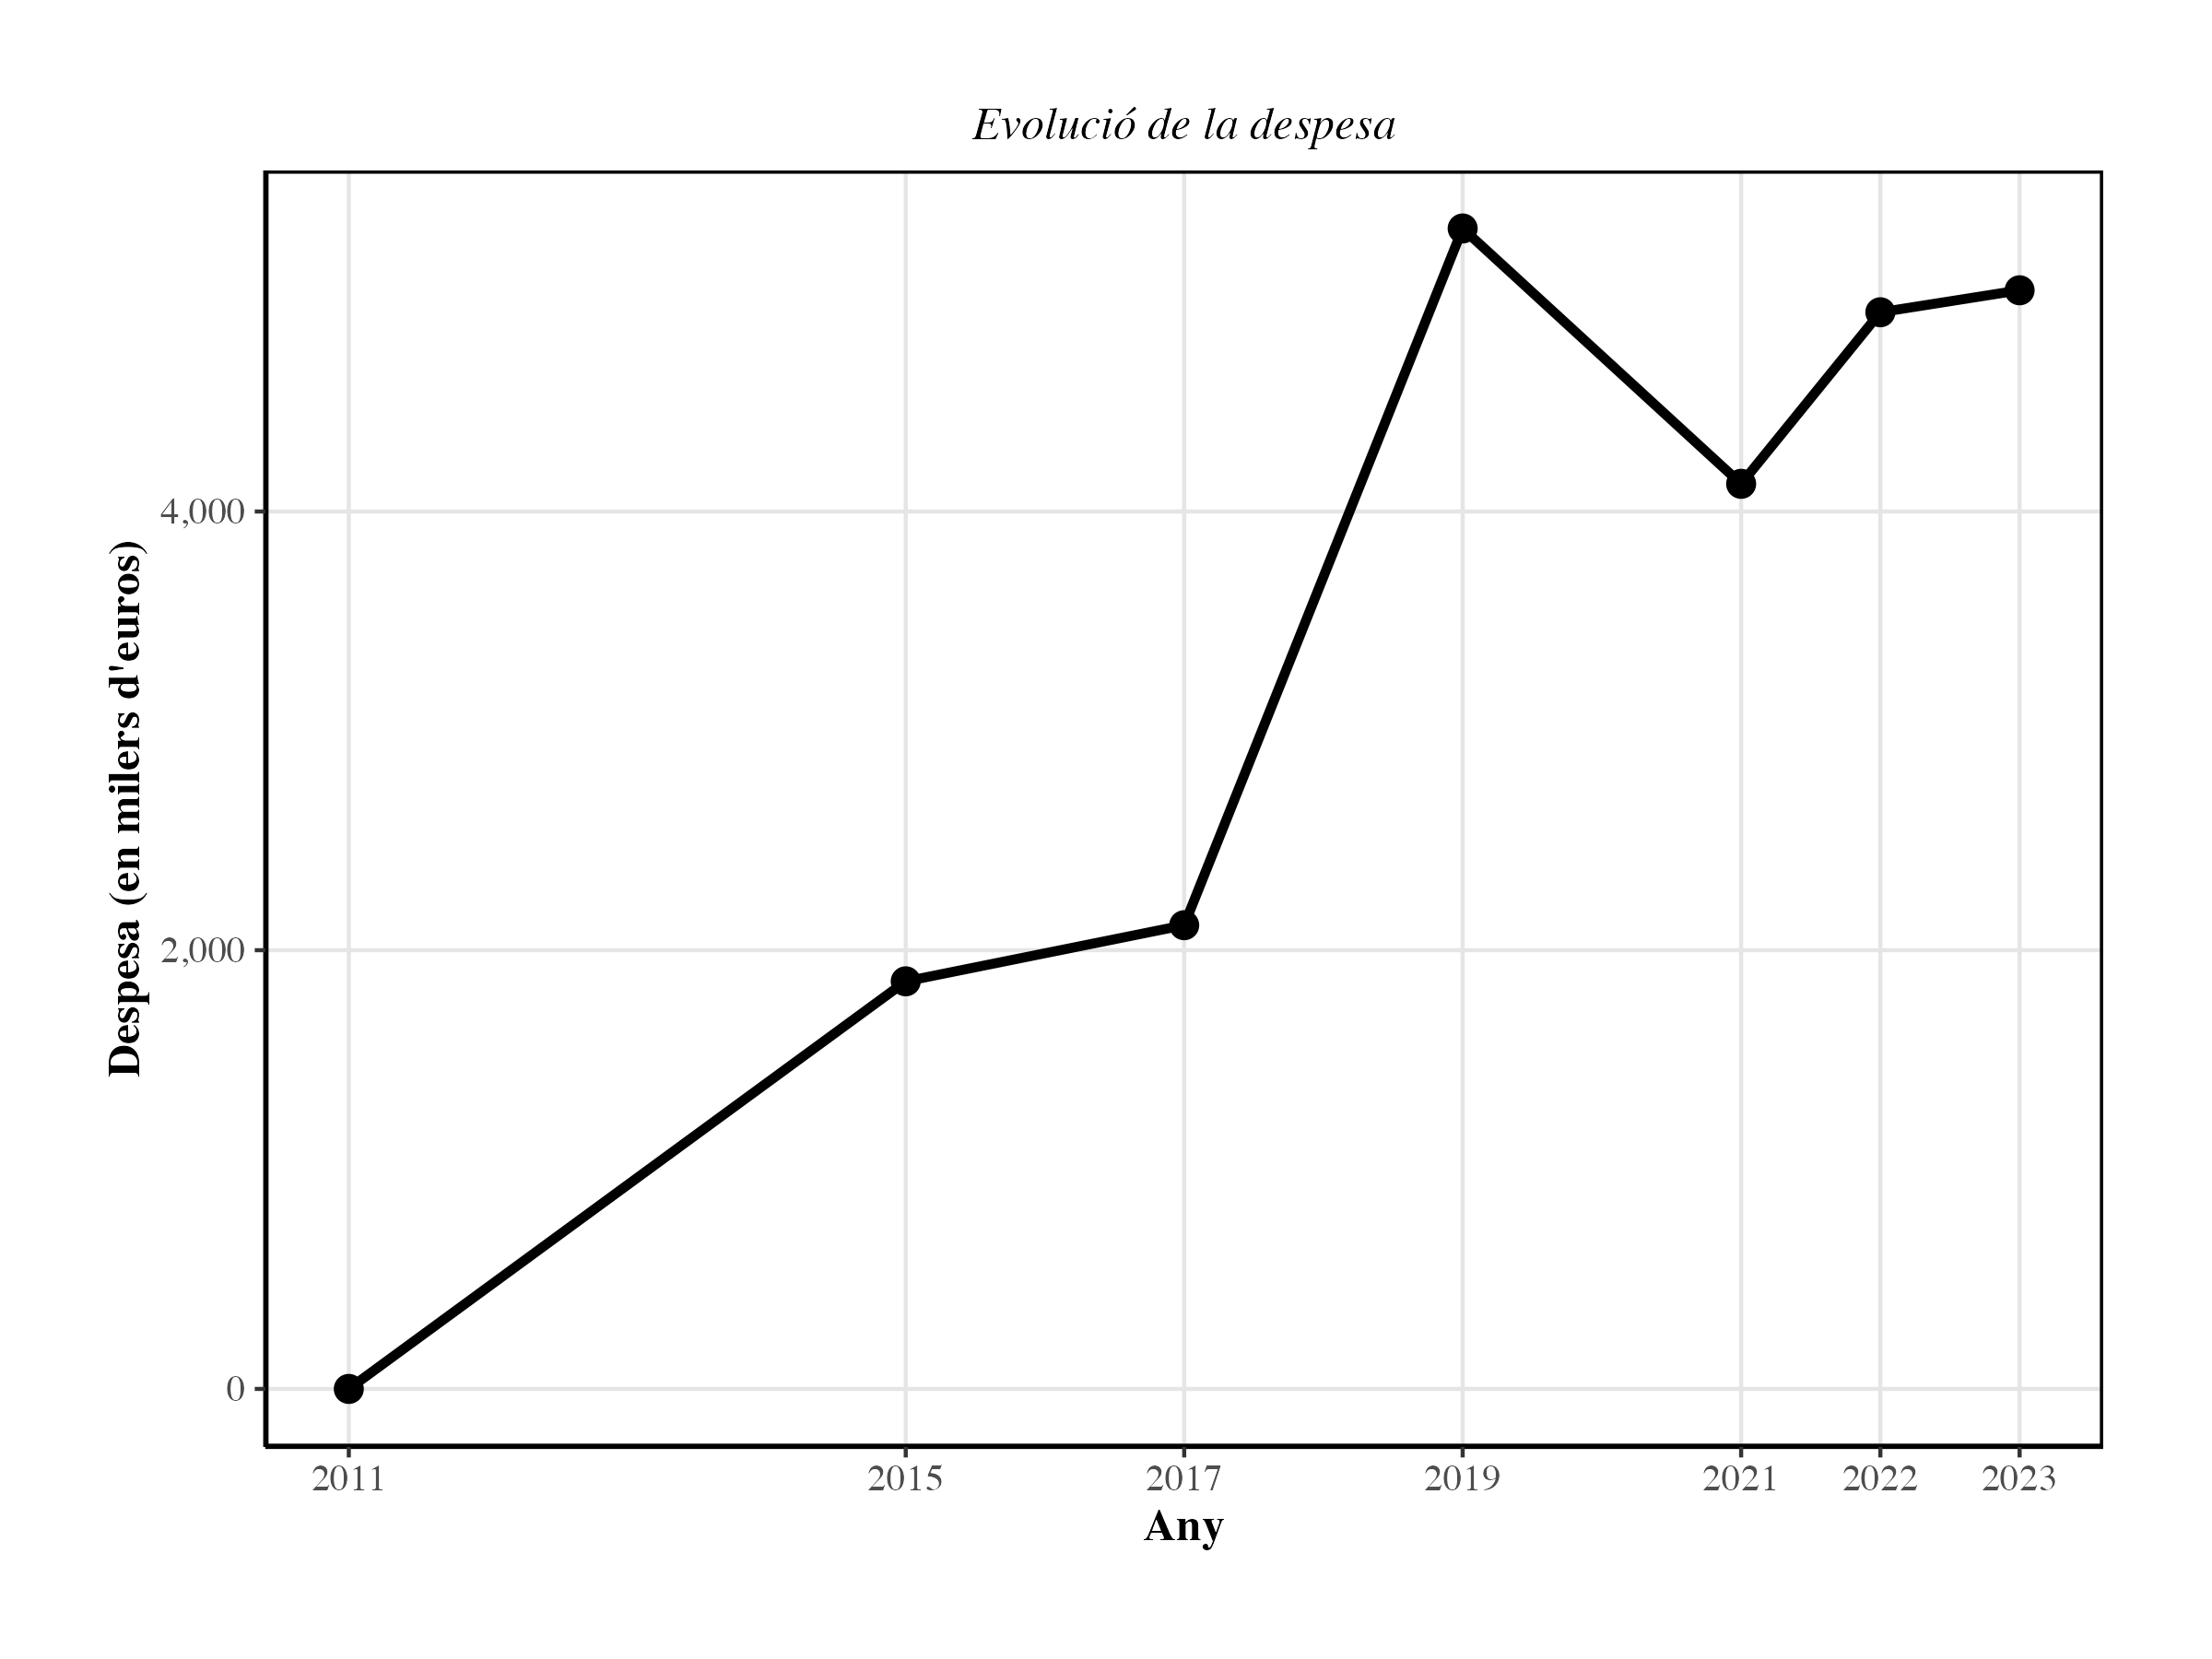 Evolució de la despesa
Despesa (en milers d'euros)
4,000
2,000
0
2011 2015 2017 2019 2021 2022 2023
Any